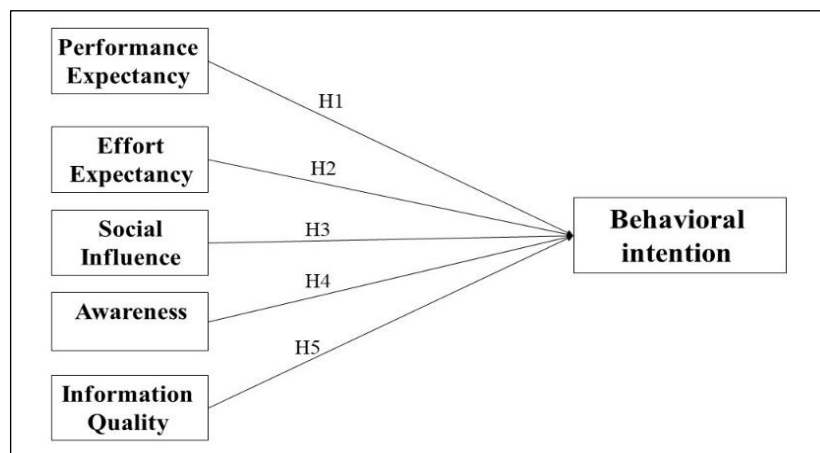 Performance
Expectancy
H1
Effort
Expectancy
H2
Social
Influence
H3
Behavioral
intention
Awareness
H4
H5
Information
Quality